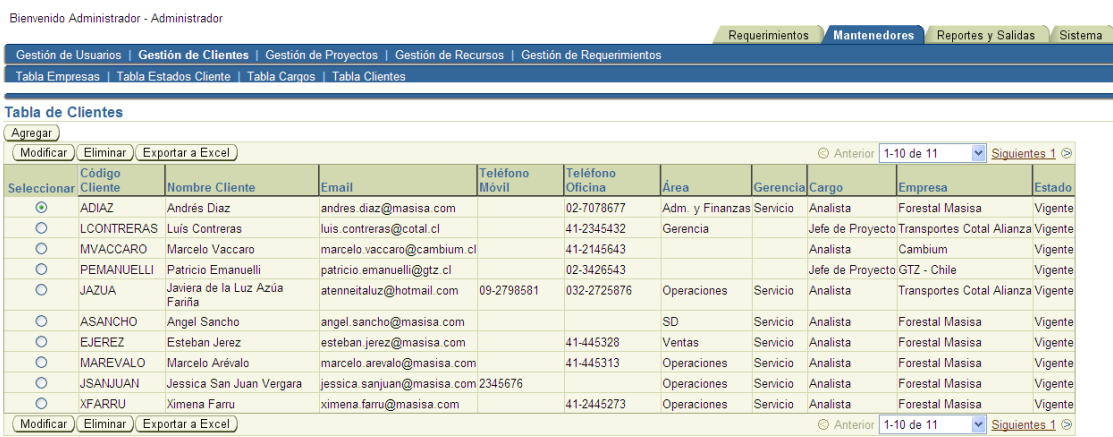 Bienvenido Administrador - Administrador
Requerimientos Mantenedores Reportes y Salidas Sistema
Gestión de Usuarios | Gestión de Clientes | Gestión de Proyectos | Gestión de Recursos | Gestión de Requerimientos
Tabla Empresas | Tabla Estados Cliente | Tabla Cargos | Tabla Clientes
Tabla de Clientes
Agregar
Modificar Eliminar Exportar a Excel Anterior 1-10 de 11 Siguientes 1
Seleccionar Código Cliente Nombre Cliente Email Teléfono Móvil Teléfono Oficina Área Gerencia Cargo Empresa Estado
ADIAZ Andrés Diaz andres.diaz@masisa.com 02-7078677 Adm. y Finanzas Servicio Analista Forestal Masisa Vigente
LCONTRERAS Luís Contreras luis.contreras@cotal.cl 41-2345432 Gerencia Jefe de Proyecto Transportes Cotal Alianza Vigente
MVACCARO Marcelo Vaccaro marcelo.vaccaro@cambium.cl 41-2145643 Analista Cambium Vigente
PEMANUELLI Patricio Emanuelli patricio.emanuelli@gtz.cl 02-3426543 Jefe de Proyecto GTZ - Chile Vigente
JAZUA Javiera de la Luz Azúa Fariña atenneitaluz@hotmail.com 09-2798581 032-2725876 Operaciones Servicio Analista Transportes Cotal Alianza Vigente
ASANCHO Angel Sancho angel.sancho@masisa.com SD Servicio Analista Forestal Masisa Vigente
EJEREZ Esteban Jerez esteban.jerez@masisa.com 41-445328 Ventas Servicio Analista Forestal Masisa Vigente
MAREVALO Marcelo Arévalo marcelo.arevalo@masisa.com 41-445313 Operaciones Servicio Analista Forestal Masisa Vigente
JSANJUAN Jessica San Juan Vergara jessica.sanjuan@masisa.com 2345676 Operaciones Servicio Analista Forestal Masisa Vigente
XFARRU Ximena Farru ximena.farru@masisa.com 41-2445273 Operaciones Servicio Analista Forestal Masisa Vigente
Modificar Eliminar Exportar a Excel Anterior 1-10 de 11 Siguientes 1